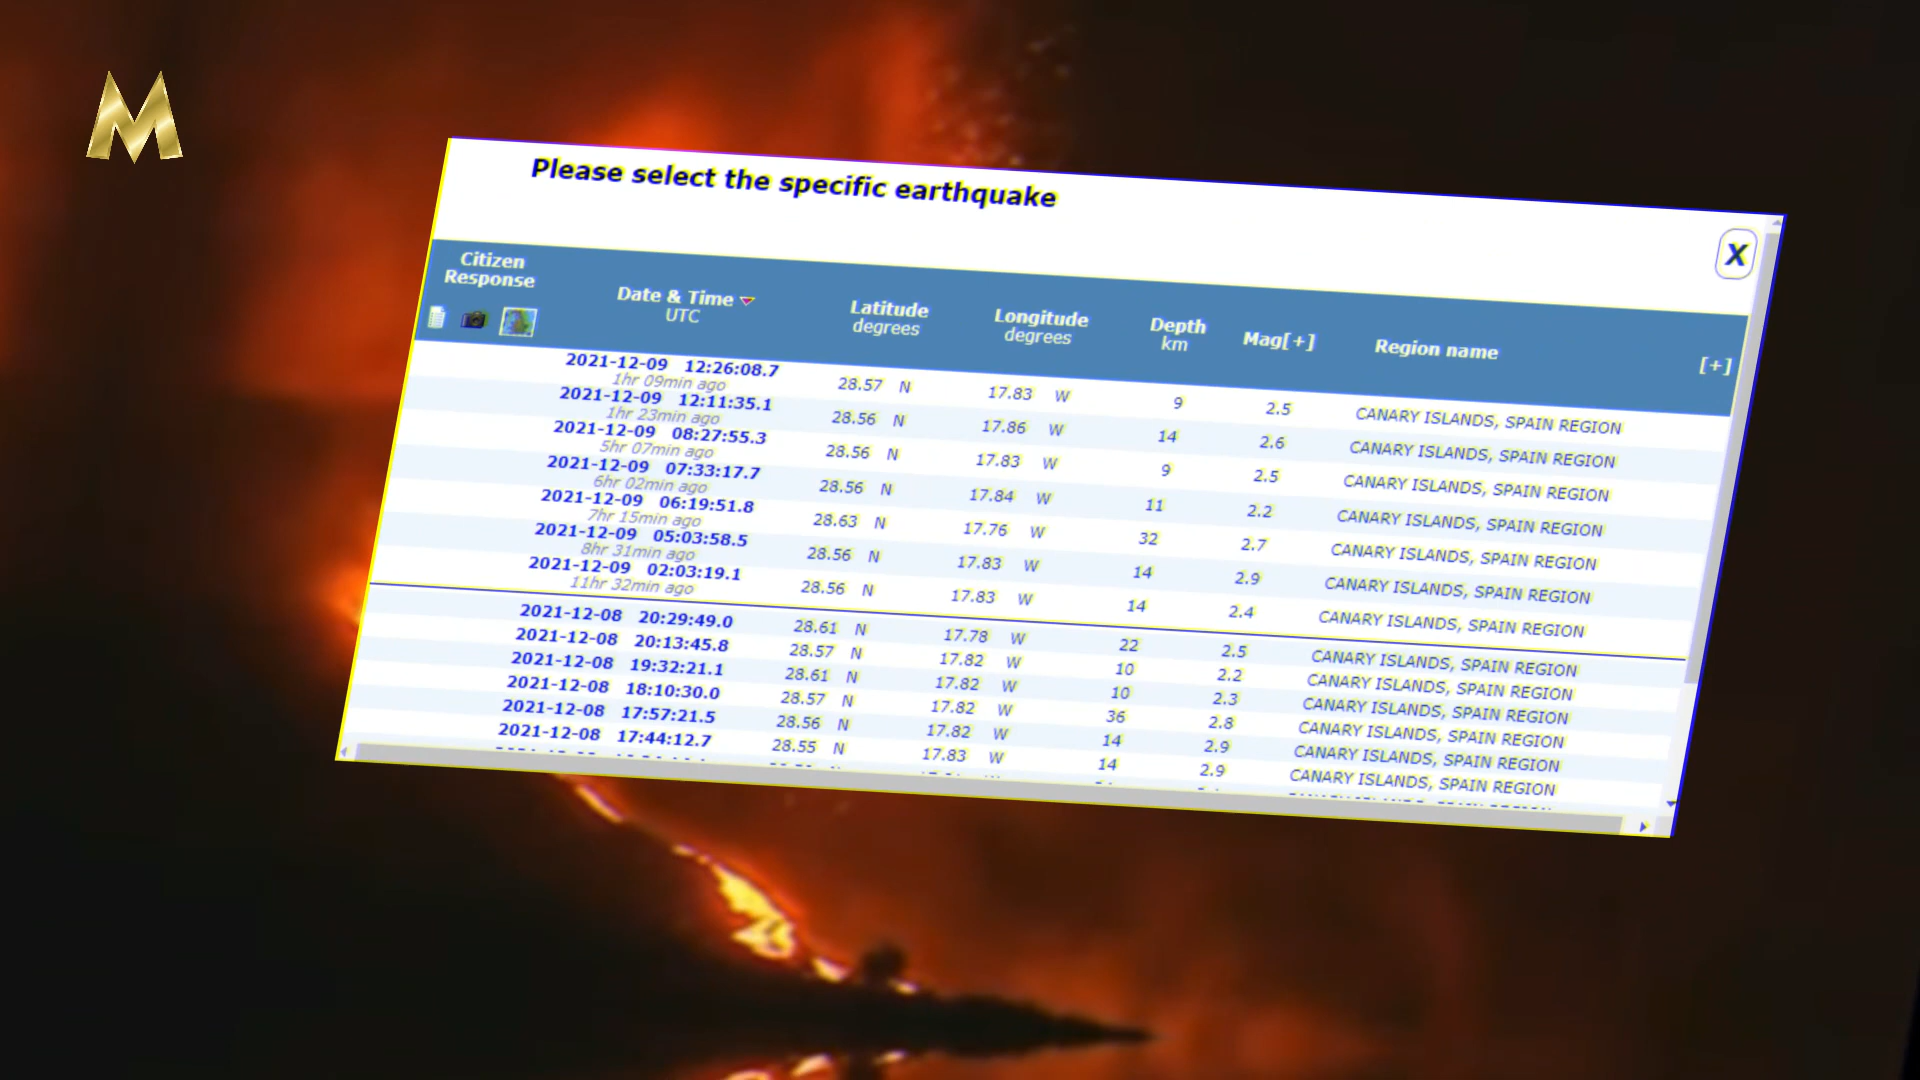 M
Please select the specific earthquake
X
Citizen Response
Date & Time UTC
Latitude degrees
Longitude degrees
Depth km
Mag[+]
Region name
[+]
2021-12-09 12:26:08.7 28.57 N 17.83 W 9 2.5 CANARY ISLANDS, SPAIN REGION
1hr 09min ago
2021-12-09 12:11:35.1 28.56 N 17.86 W 14 2.6 CANARY ISLANDS, SPAIN REGION
1hr 23min ago
2021-12-09 08:27:55.3 28.56 N 17.83 W 9 2.5 CANARY ISLANDS, SPAIN REGION
5hr 07min ago
2021-12-09 07:33:17.7 28.56 N 17.84 W 11 2.2 CANARY ISLANDS, SPAIN REGION
6hr 02min ago
2021-12-09 06:19:51.8 28.63 N 17.76 W 32 2.7 CANARY ISLANDS, SPAIN REGION
7hr 15min ago
2021-12-09 05:03:58.5 28.56 N 17.83 W 14 2.9 CANARY ISLANDS, SPAIN REGION
8hr 31min ago
2021-12-09 02:03:19.1 28.56 N 17.83 W 14 2.4 CANARY ISLANDS, SPAIN REGION
11hr 32min ago
2021-12-08 20:29:49.0 28.61 N 17.78 W 22 2.5 CANARY ISLANDS, SPAIN REGION
2021-12-08 20:13:45.8 28.57 N 17.82 W 10 2.2 CANARY ISLANDS, SPAIN REGION
2021-12-08 19:32:21.1 28.61 N 17.82 W 10 2.3 CANARY ISLANDS, SPAIN REGION
2021-12-08 18:10:30.0 28.57 N 17.82 W 36 2.8 CANARY ISLANDS, SPAIN REGION
2021-12-08 17:57:21.5 28.56 N 17.82 W 14 2.9 CANARY ISLANDS, SPAIN REGION
2021-12-08 17:44:12.7 28.55 N 17.83 W 14 2.9 CANARY ISLANDS, SPAIN REGION